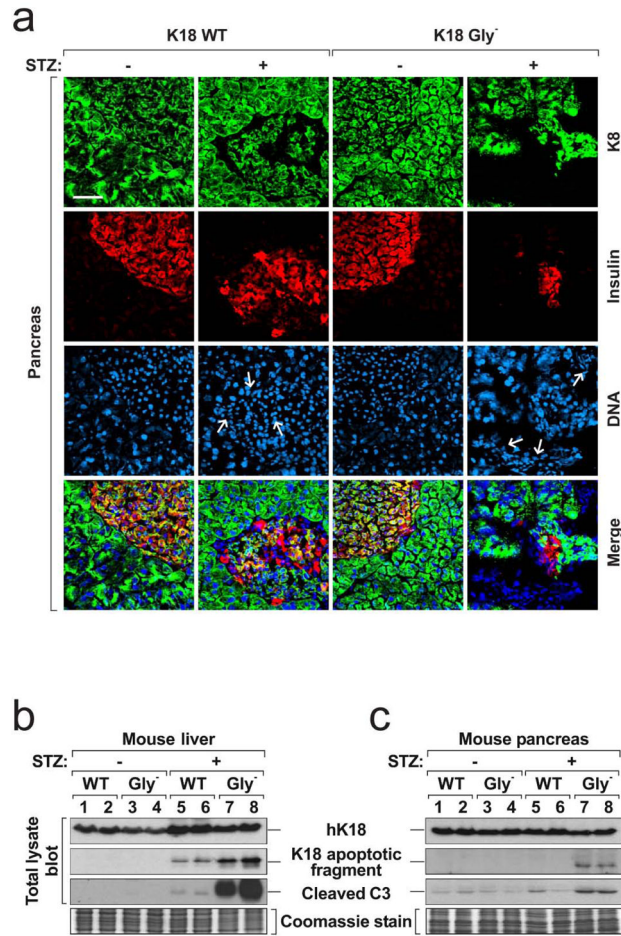 a
K18 WT K18 Gly⁻
STZ: - + - +
Pancreas
K8
Insulin
DNA
Merge
b
Mouse liver
STZ: - +
WT Gly⁻ WT Gly⁻
1 2 3 4 5 6 7 8
Total lysate blot
c
Mouse pancreas
STZ: - +
WT Gly⁻ WT Gly⁻
1 2 3 4 5 6 7 8
hK18
K18 apoptotic
fragment
Cleaved C3
Coomassie stain